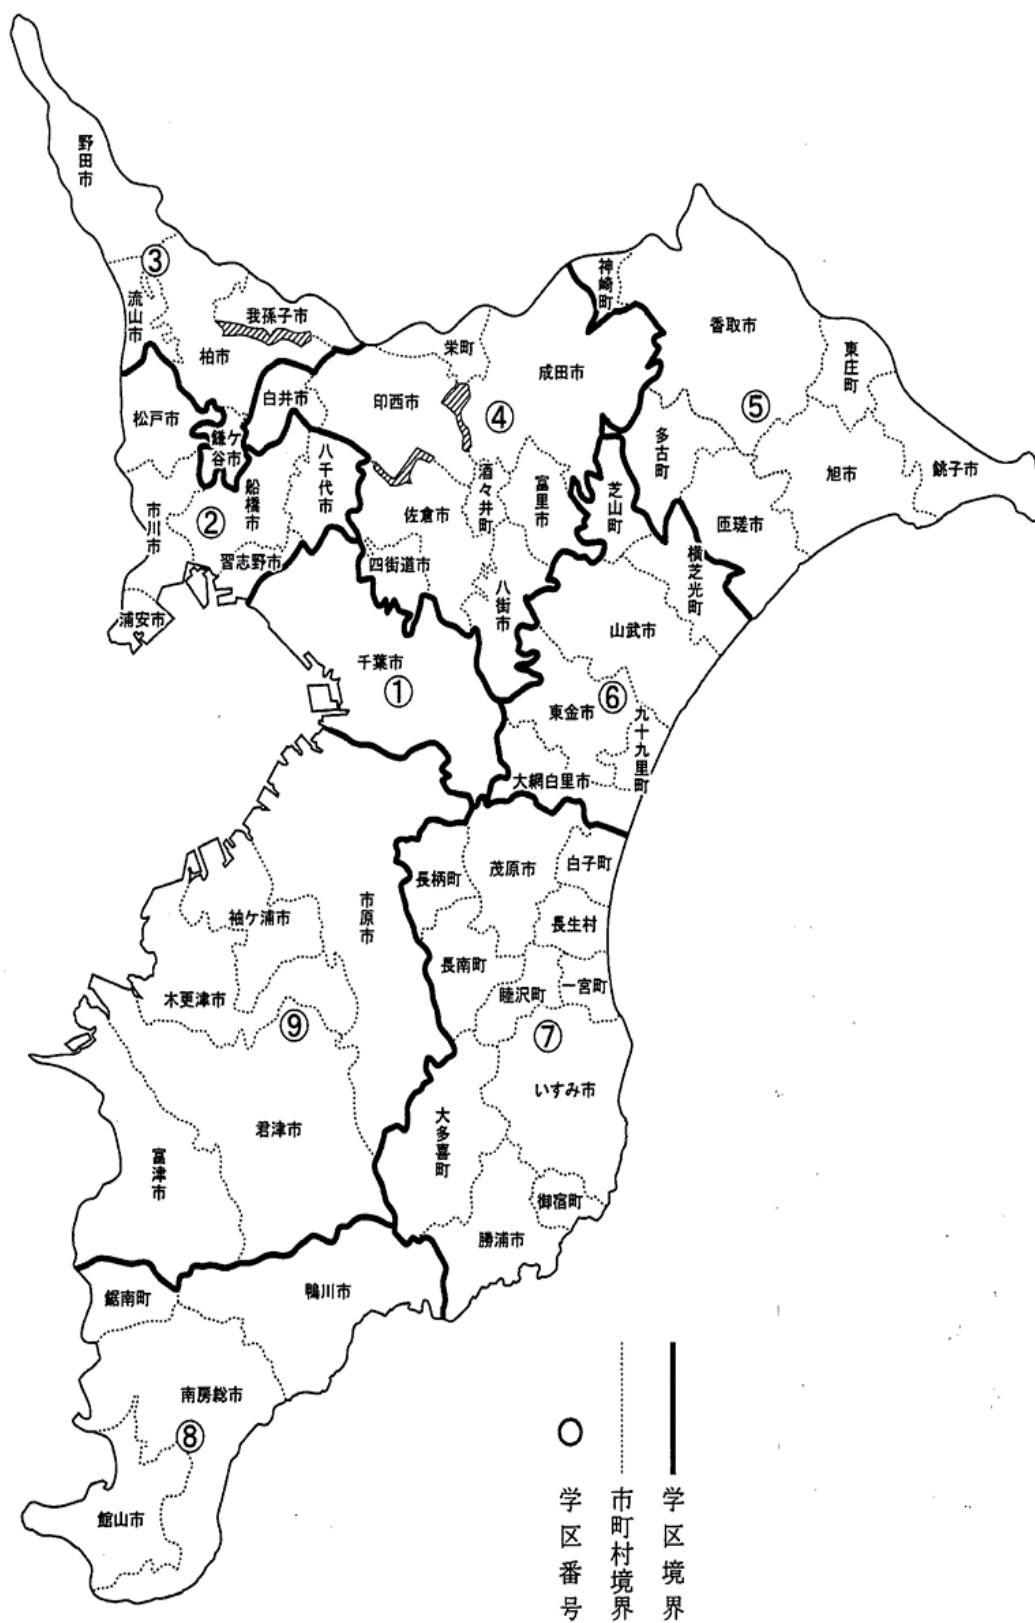 野田市
③
流山市
我孫子市
柏市
松戸市
鎌ケ谷市
白井市
印西市
栄町
成田市
神崎町
香取市
東庄町
④
⑤
多古町
旭市
銚子市
匝瑳市
八千代市
船橋市
②
市川市
習志野市
浦安市
佐倉市
酒々井町
富里市
芝山町
四街道市
八街市
横芝光町
山武市
千葉市
①
東金市
⑥
九十九里町
大網白里市
長柄町
茂原市
白子町
市原市
袖ケ浦市
長生村
長南町
睦沢町
一宮町
木更津市
⑨
⑦
いすみ市
君津市
大多喜町
富津市
御宿町
勝浦市
鋸南町
鴨川市
南房総市
⑧
館山市
学区境界
市町村境界
学区番号